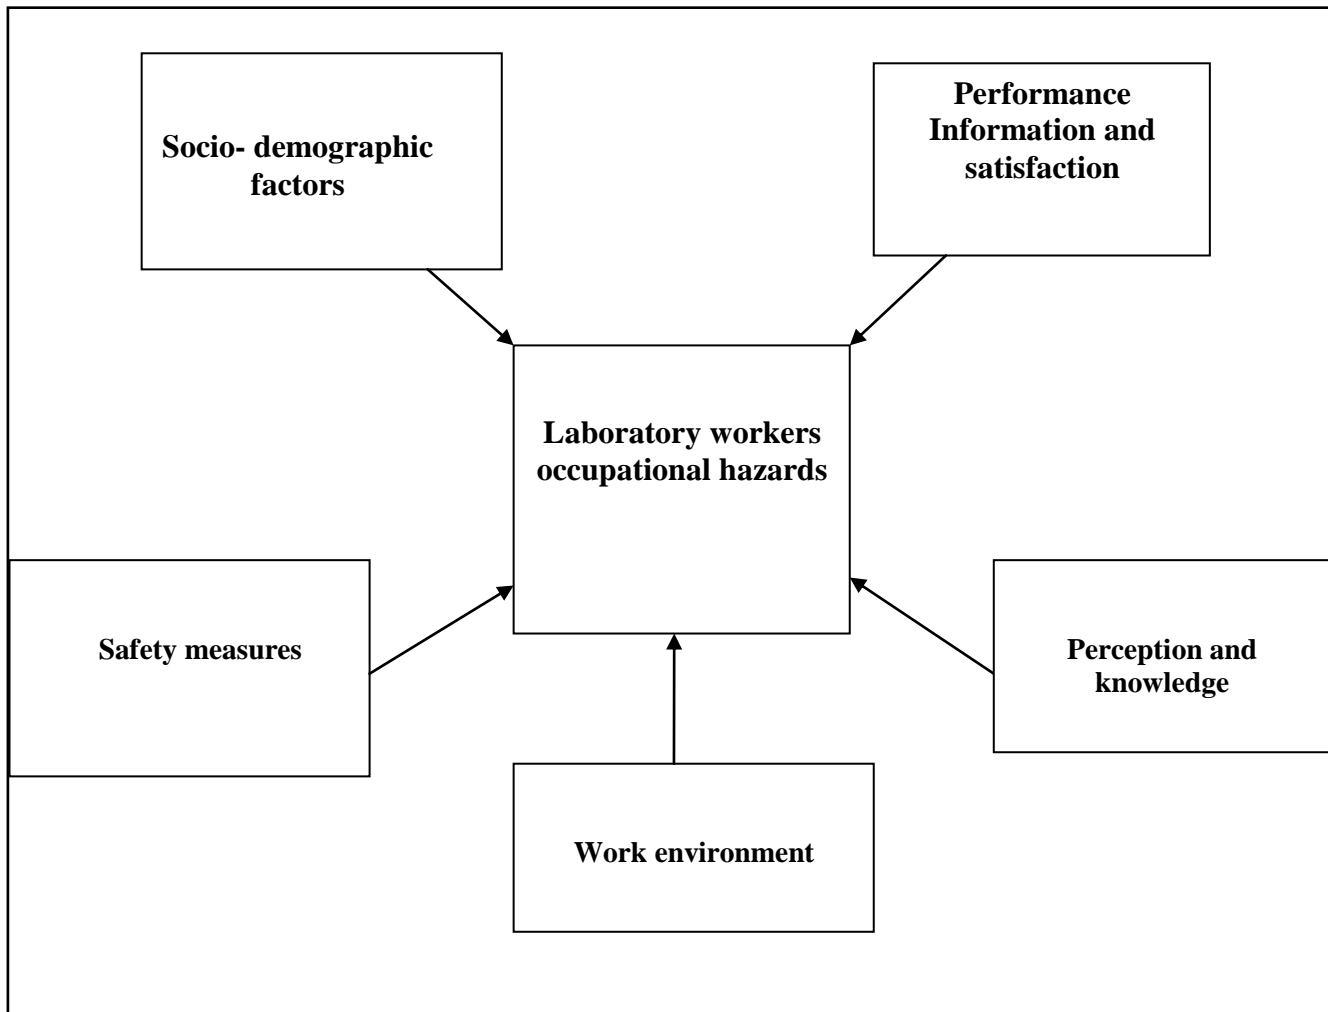 Socio- demographic
factors
Performance
Information and
satisfaction
Laboratory workers
occupational hazards
Safety measures
Perception and
knowledge
Work environment